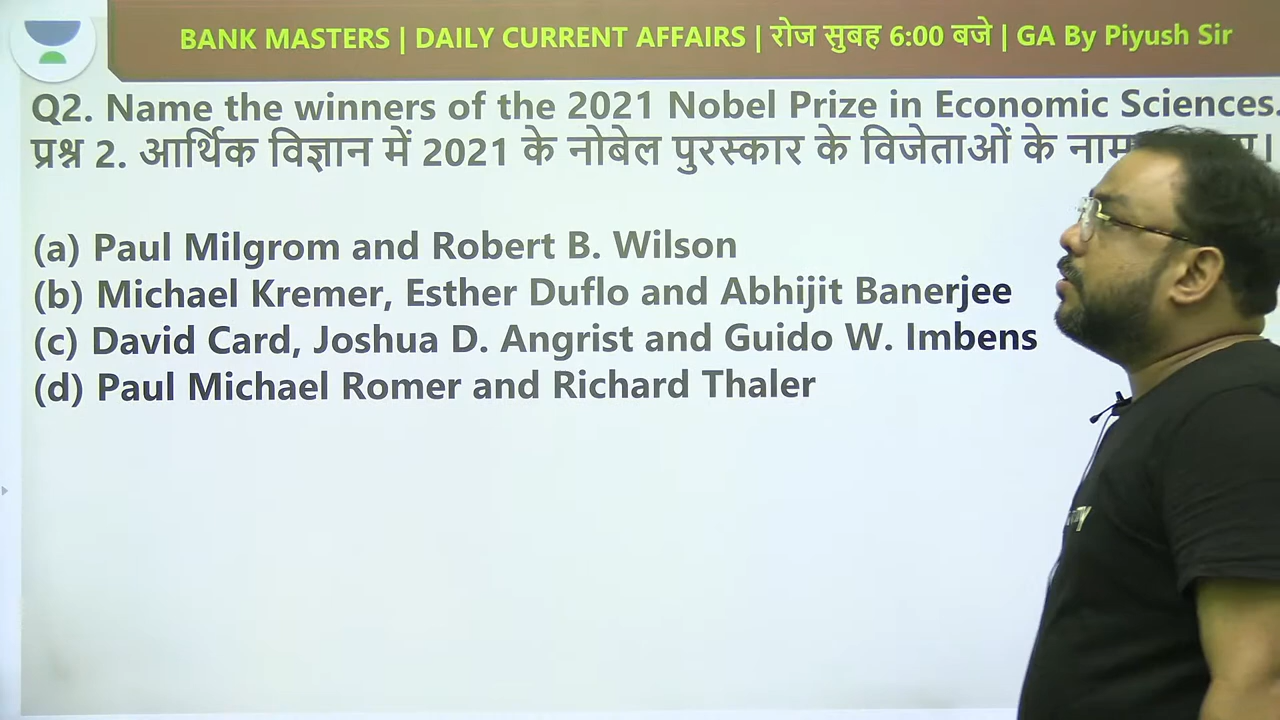 BANK MASTERS | DAILY CURRENT AFFAIRS | रोज सुबह 6:00 बजे | GA By Piyush Sir
Q2. Name the winners of the 2021 Nobel Prize in Economic Sciences.
प्रश्न 2. आर्थिक विज्ञान में 2021 के नोबेल पुरस्कार के विजेताओं के नाम
(a) Paul Milgrom and Robert B. Wilson
(b) Michael Kremer, Esther Duflo and Abhijit Banerjee
(c) David Card, Joshua D. Angrist and Guido W. Imbens
(d) Paul Michael Romer and Richard Thaler